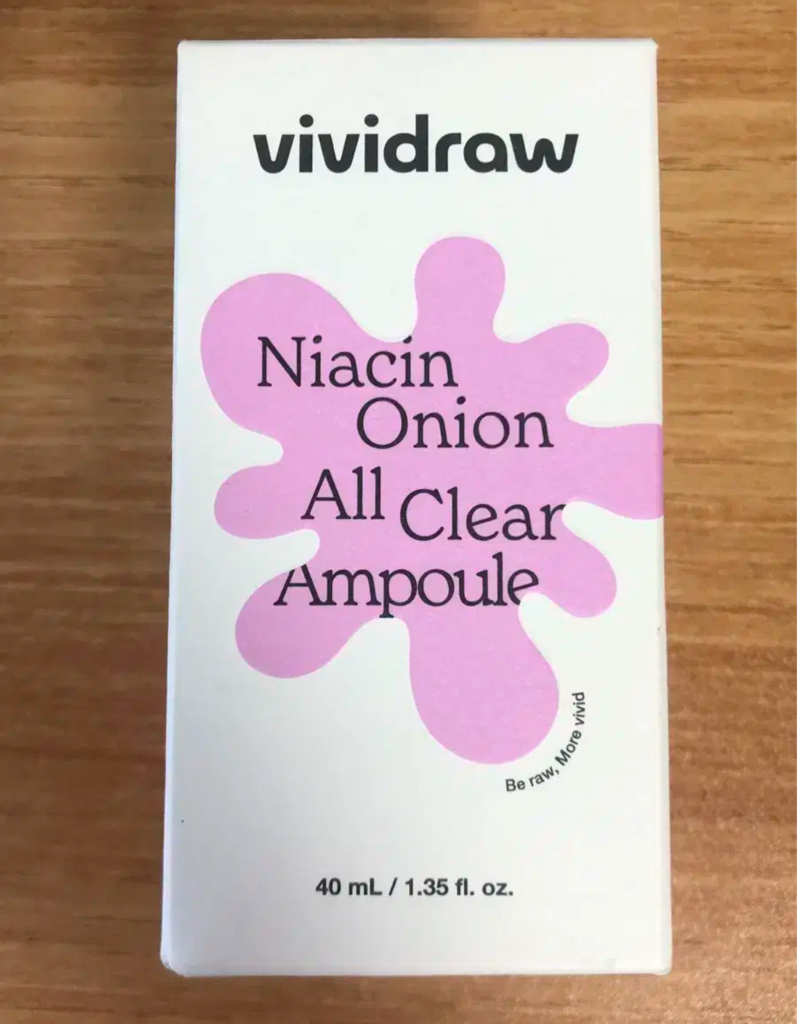 vividraw
Niacin
Onion
All Clear
Ampoule
Be raw, More vivid
40 mL / 1.35 fl. oz.